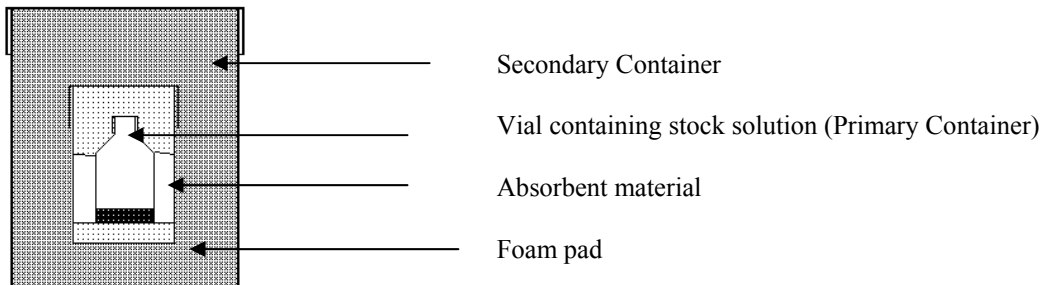 Secondary Container
Vial containing stock solution (Primary Container)
Absorbent material
Foam pad